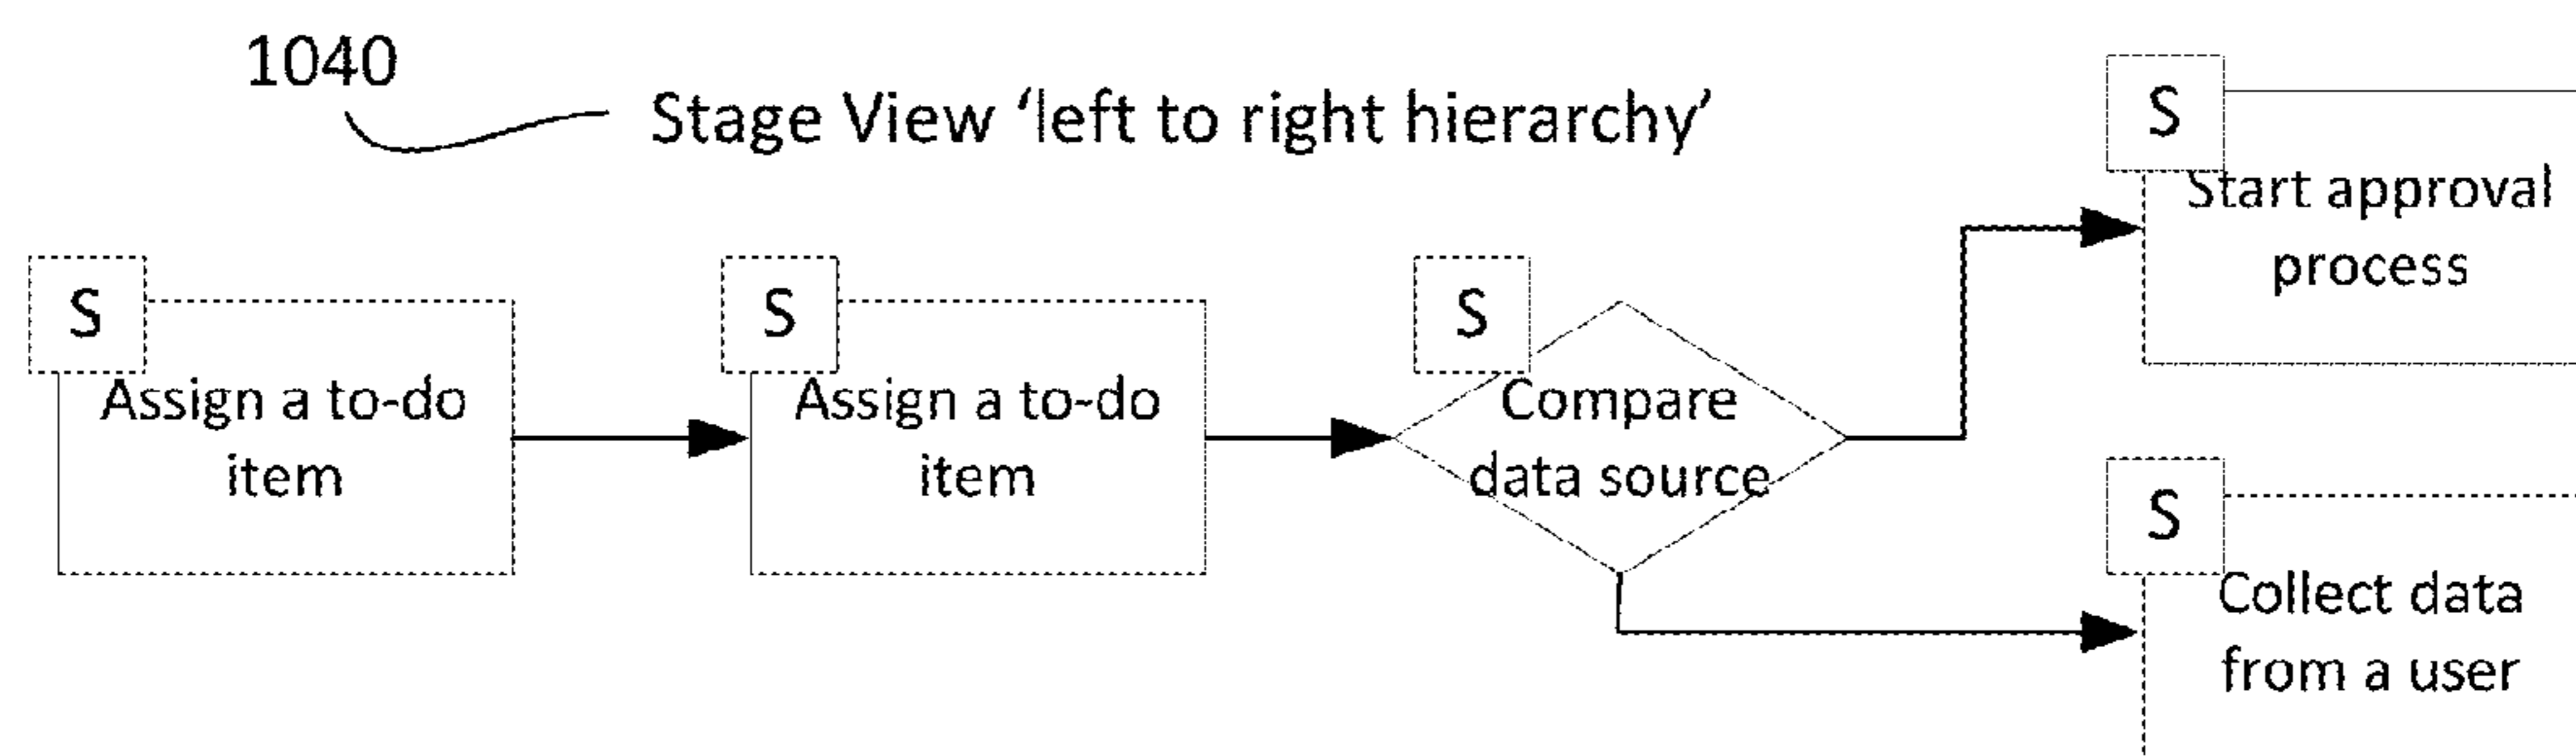 1040
Stage View ‘left to right hierarchy’
S
Assign a to-do
item
S
Assign a to-do
item
S
Compare
data source
S
Start approval
process
S
Collect data
from a user